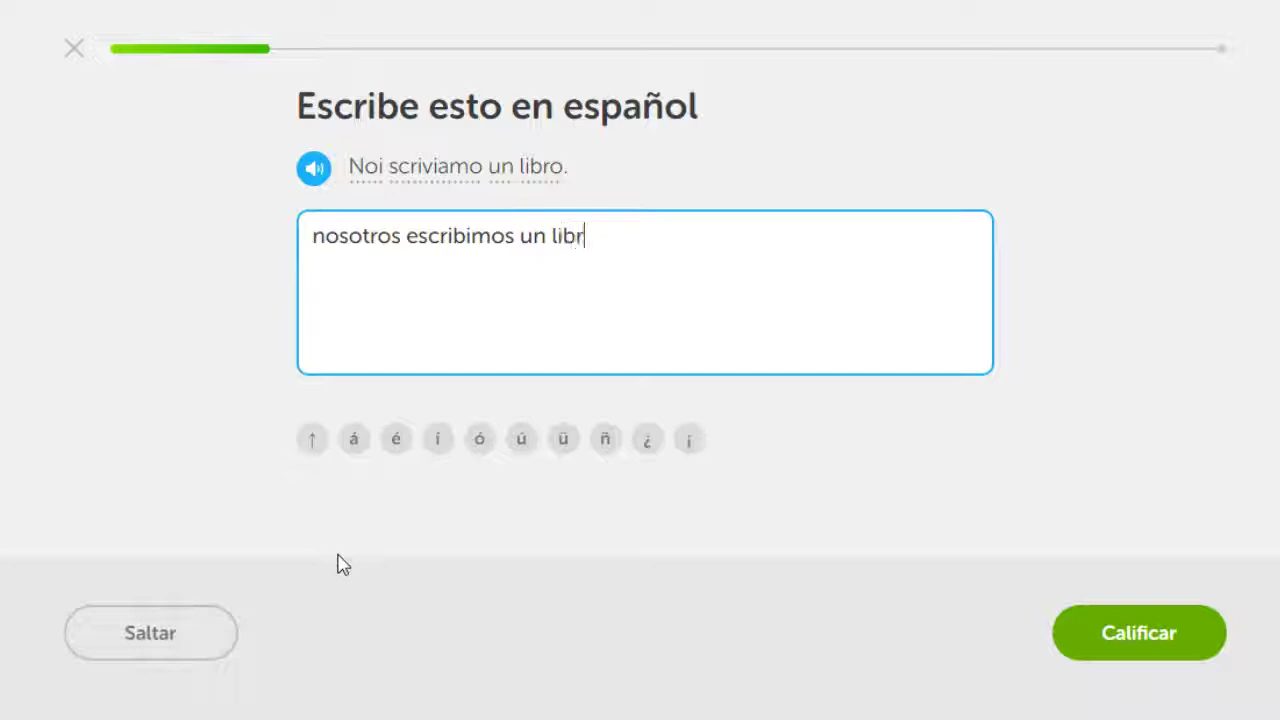 Escribe esto en español
Noi scriviamo un libro.
nosotros escribimos un libr
↑ á é í ó ú ü ñ ¿ ¡
Saltar
Calificar